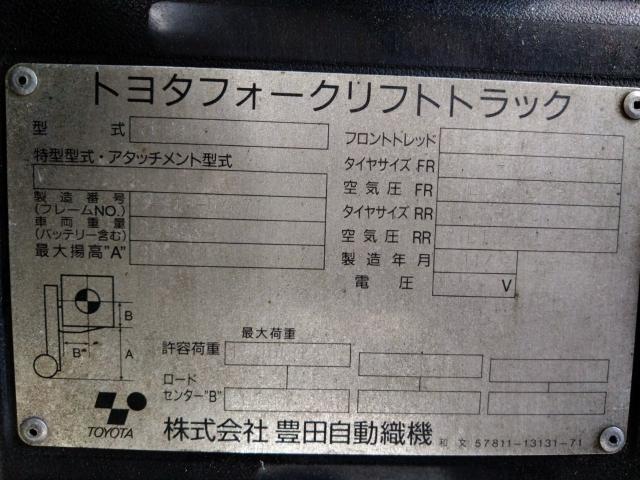 トヨタフォークリフトトラック
型 式
特型型式・アタッチメント型式
製造番号
(フレームNO.)
車両重量
(バッテリー含む)
最大揚高"A"
フロントトレッド
タイヤサイズ FR
空気圧 FR
タイヤサイズ RR
空気圧 RR
製造年月
電圧 V
B
B"
A
最大荷重
許容荷重
ロード
センター"B"
TOYOTA
株式会社 豊田自動織機
和 文 57811-13131-71